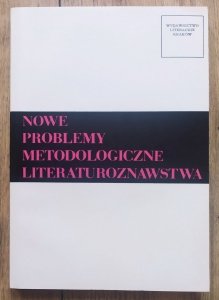 WYDAWNICTWO
LITERACKIE
KRAKÓW
NOWE
PROBLEMY
METODOLOGICZNE
LITERATUROZNAWSTWA